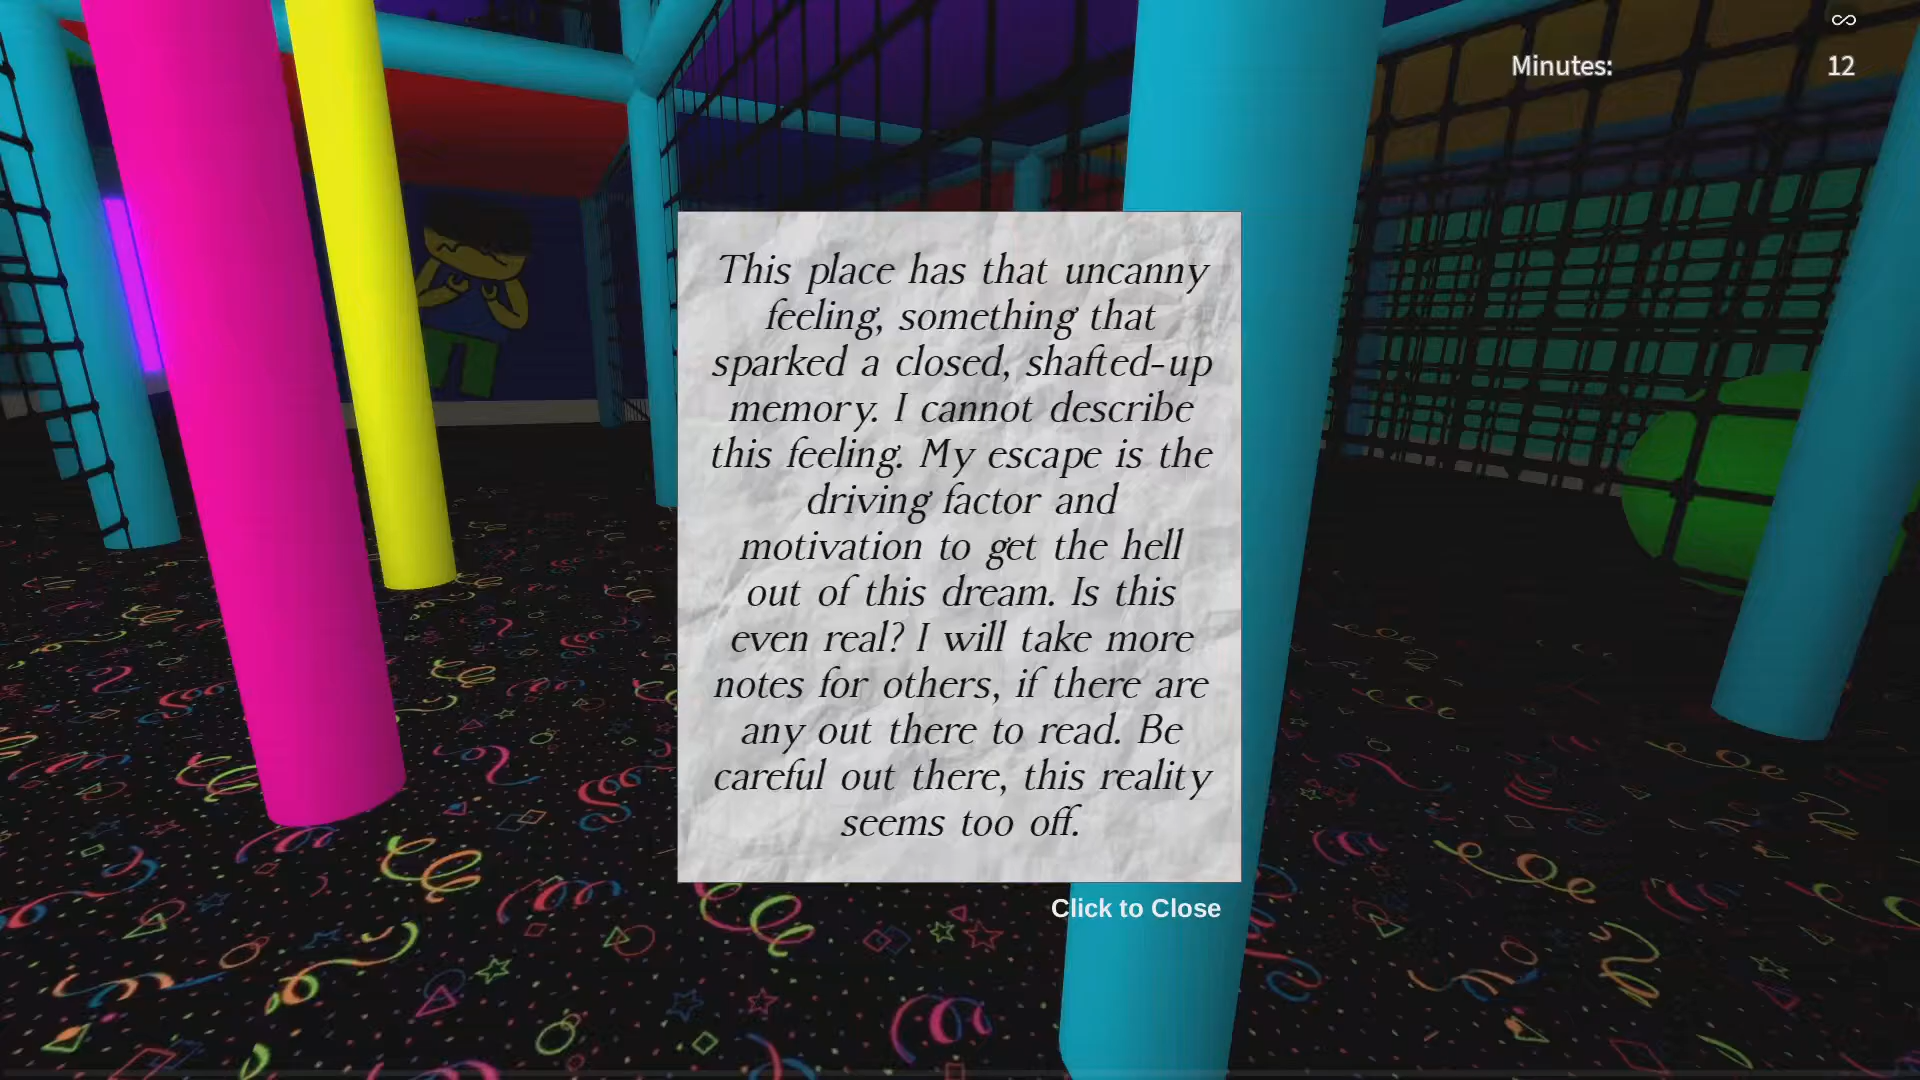 ∞
Minutes: 12
This place has that uncanny
feeling, something that
sparked a closed, shafted-up
memory. I cannot describe
this feeling. My escape is the
driving factor and
motivation to get the hell
out of this dream. Is this
even real? I will take more
notes for others, if there are
any out there to read. Be
careful out there, this reality
seems too off.
Click to Close